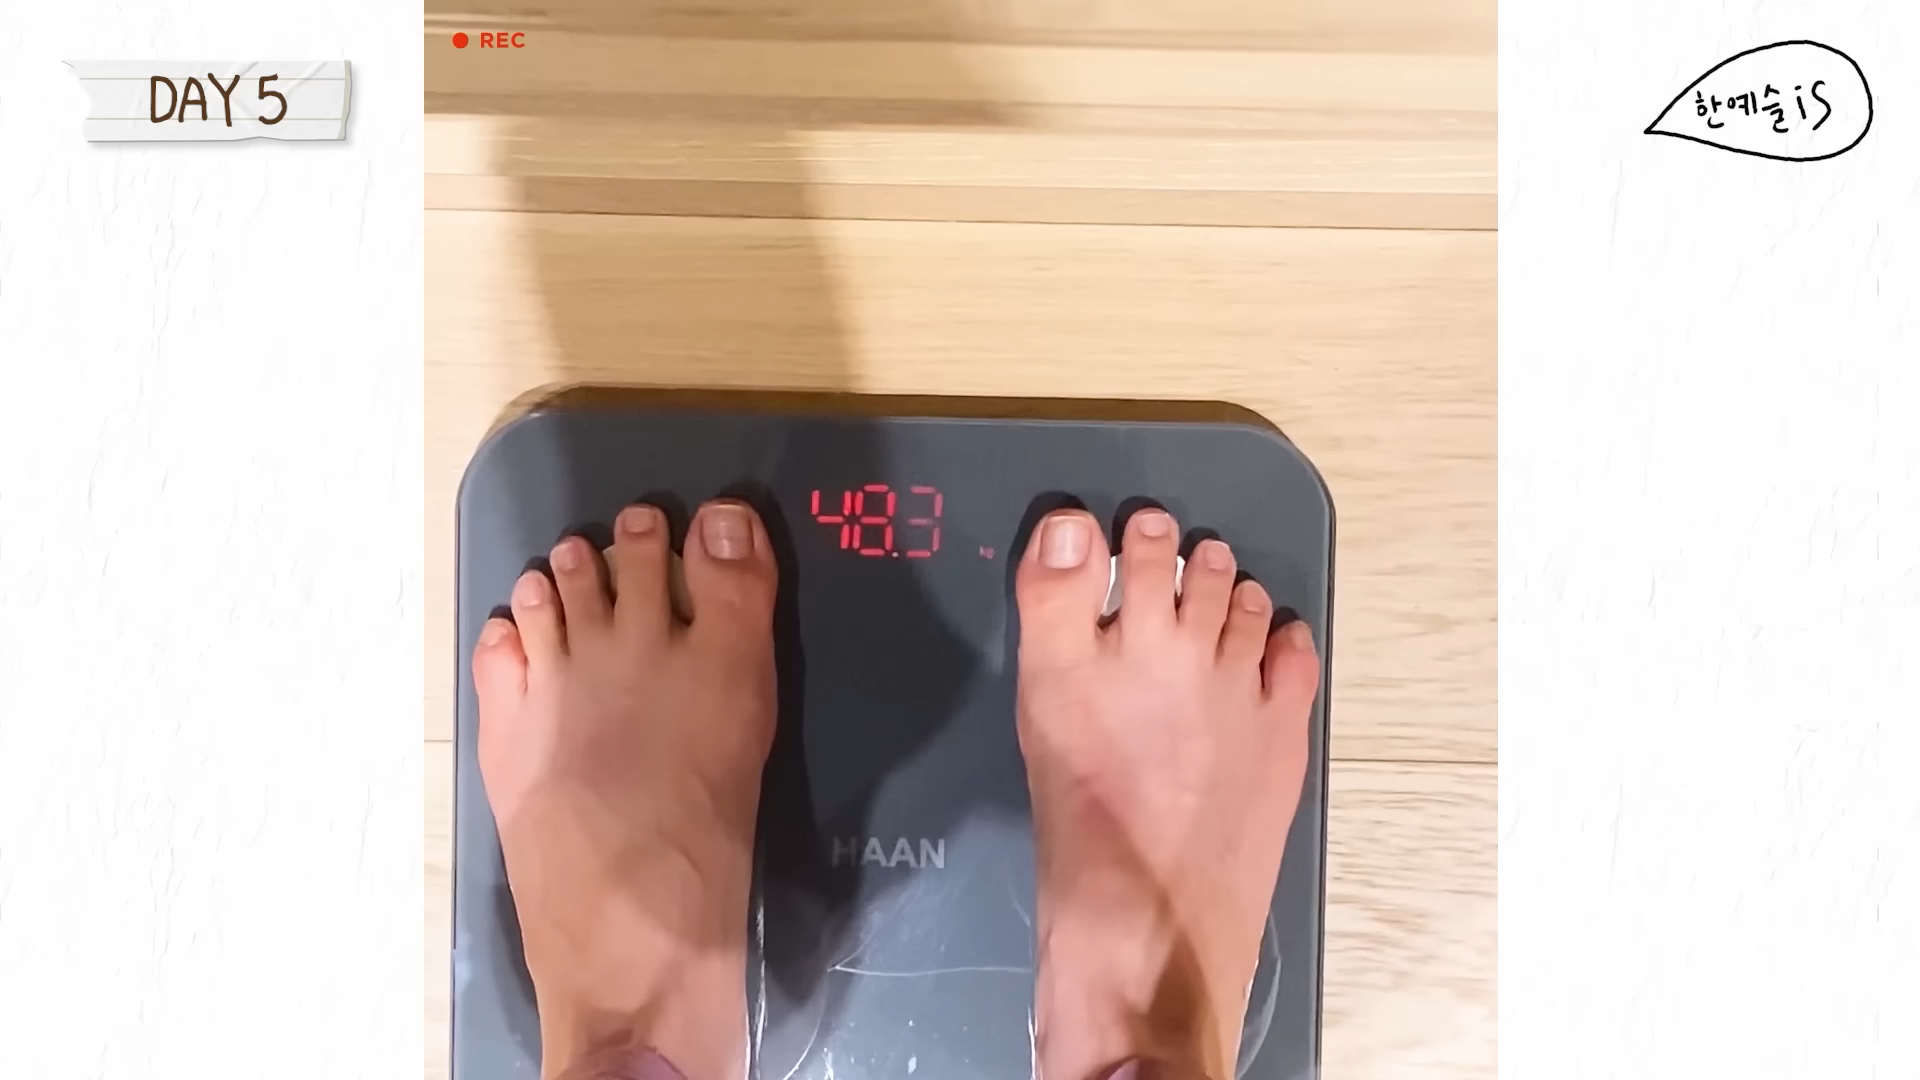 REC
DAY 5
한예슬 is
48.3
kg
HAAN